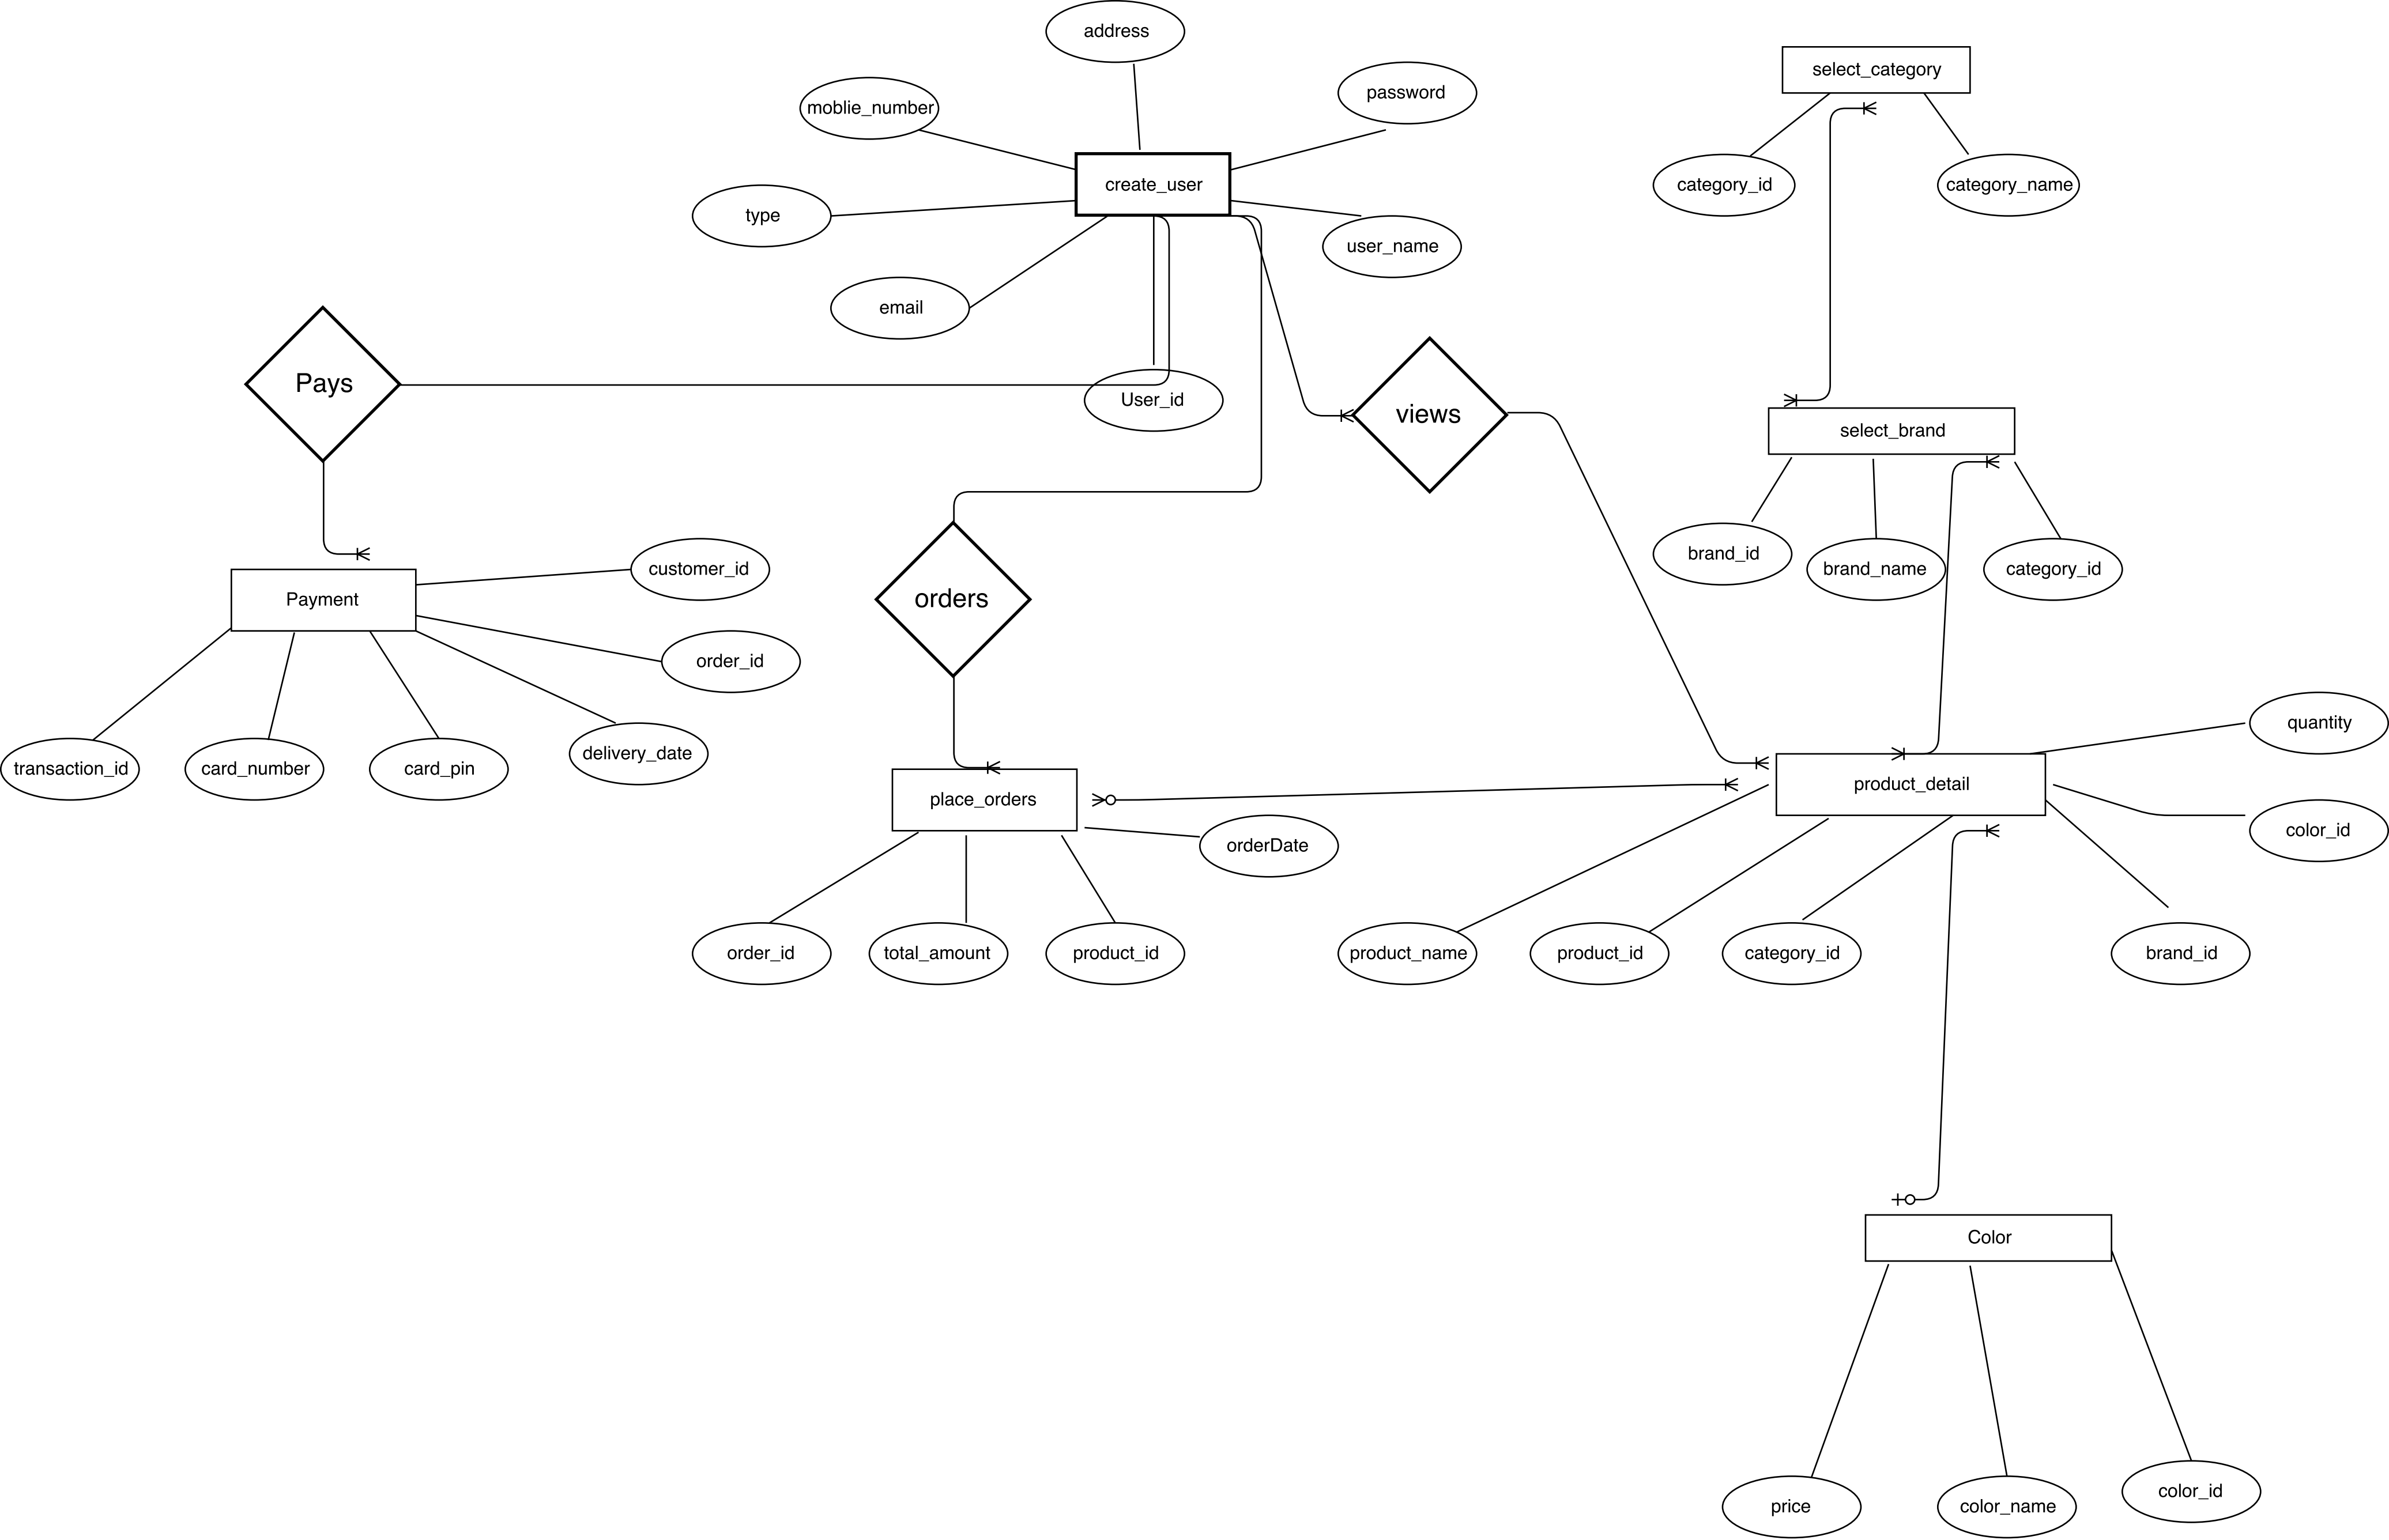 address
select_category
password
moblie_number
create_user
category_id
category_name
type
user_name
email
Pays
User_id
views
select_brand
brand_id
brand_name
category_id
customer_id
Payment
orders
order_id
quantity
delivery_date
transaction_id
card_number
card_pin
place_orders
product_detail
color_id
orderDate
order_id
total_amount
product_id
product_name
product_id
category_id
brand_id
Color
price
color_name
color_id